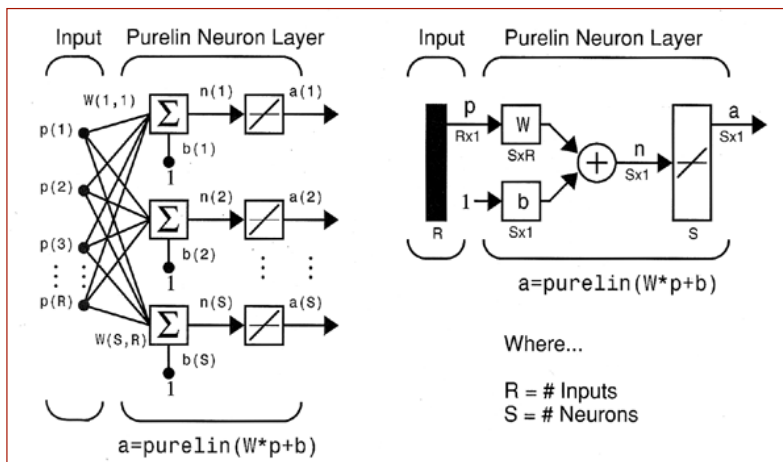 Input
Purelin Neuron Layer
W(1,1)
n(1)
a(1)
Σ
p(1)
b(1)
1
p(2)
n(2)
a(2)
Σ
p(3)
b(2)
1
p(R)
n(S)
a(S)
Σ
W(S,R)
b(S)
1
a=purelin(W*p+b)
Input
Purelin Neuron Layer
p
a
Rx1
W
Sx1
SxR
+
n
Sx1
1
b
R
Sx1
S
a=purelin(W*p+b)
Where...
R = # Inputs
S = # Neurons